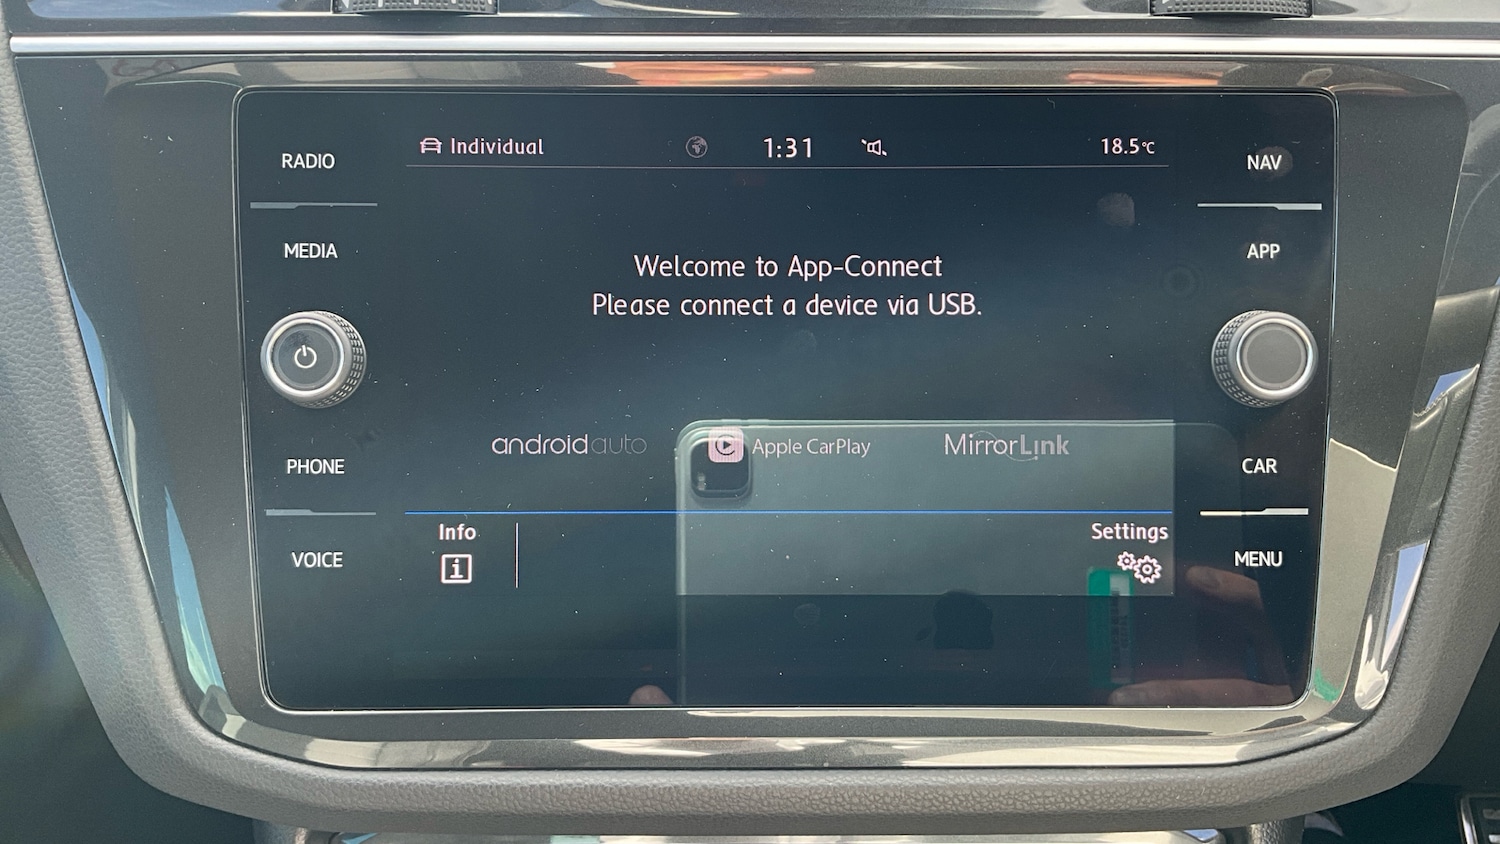 Individual 1:31 18.5°C
RADIO
NAV
MEDIA
APP
Welcome to App-Connect
Please connect a device via USB.
androidauto Apple CarPlay MirrorLink
PHONE
CAR
Info
Settings
VOICE
MENU